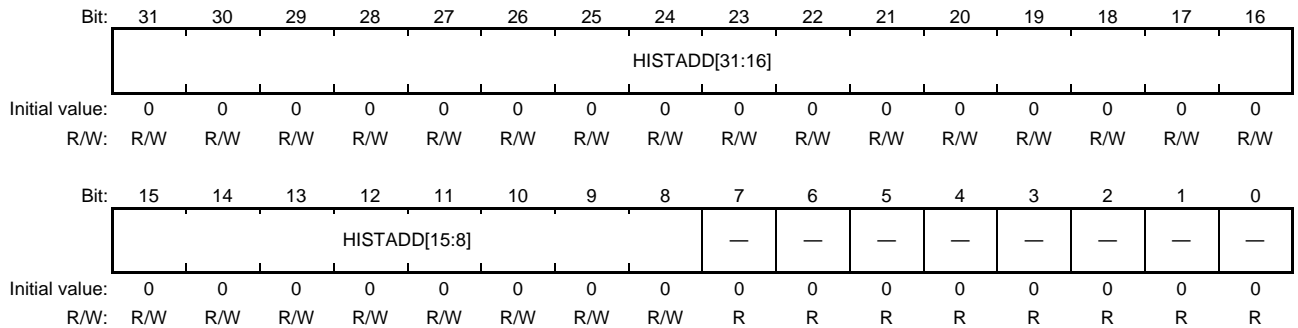 Bit: 31 30 29 28 27 26 25 24 23 22 21 20 19 18 17 16
HISTADD[31:16]
Initial value: 0 0 0 0 0 0 0 0 0 0 0 0 0 0 0 0
R/W: R/W R/W R/W R/W R/W R/W R/W R/W R/W R/W R/W R/W R/W R/W R/W R/W
Bit: 15 14 13 12 11 10 9 8 7 6 5 4 3 2 1 0
HISTADD[15:8] — — — — — — — —
Initial value: 0 0 0 0 0 0 0 0 0 0 0 0 0 0 0 0
R/W: R/W R/W R/W R/W R/W R/W R/W R/W R R R R R R R R